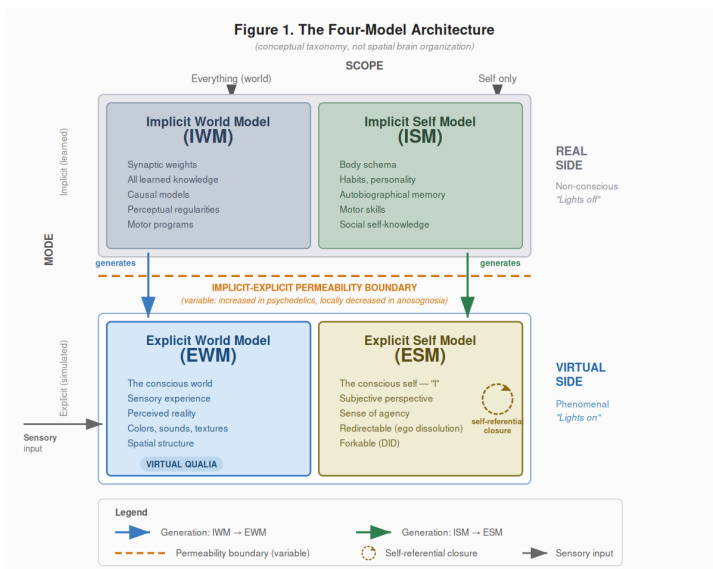 Figure 1. The Four-Model Architecture
(conceptual taxonomy, not spatial brain organization)
SCOPE
Everything (world)
Self only
MODE
Implicit (learned)
Implicit World Model
(IWM)
Synaptic weights
All learned knowledge
Causal models
Perceptual regularities
Motor programs
Implicit Self Model
(ISM)
Body schema
Habits, personality
Autobiographical memory
Motor skills
Social self-knowledge
REAL
SIDE
Non-conscious
"Lights off"
generates
generates
IMPLICIT-EXPLICIT PERMEABILITY BOUNDARY
(variable: increased in psychedelics, locally decreased in anosognosia)
Explicit (simulated)
Sensory
input
Explicit World Model
(EWM)
The conscious world
Sensory experience
Perceived reality
Colors, sounds, textures
Spatial structure
VIRTUAL QUALIA
Explicit Self Model
(ESM)
The conscious self — "I"
Subjective perspective
Sense of agency
Redirectable (ego dissolution)
Forkable (DID)
self-referential
closure
VIRTUAL
SIDE
Phenomenal
"Lights on"
Legend
Generation: IWM → EWM
Generation: ISM → ESM
Permeability boundary (variable)
Self-referential closure
Sensory input